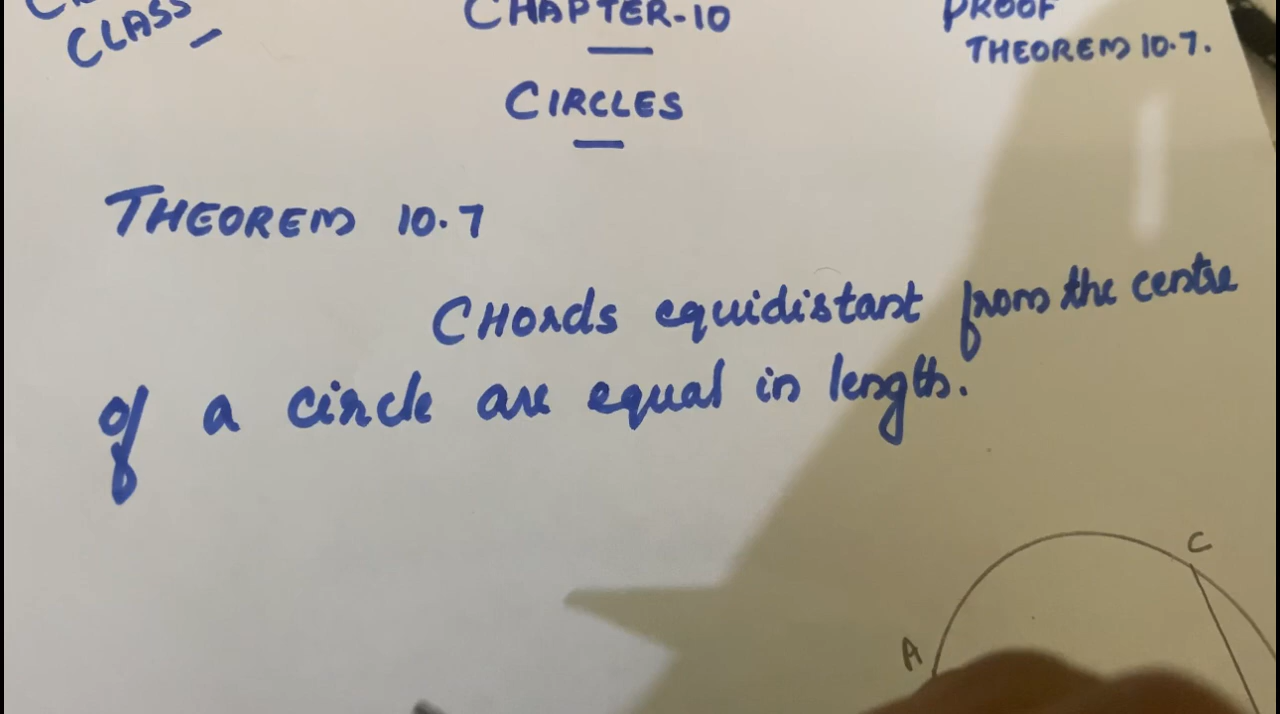 CLASS
CHAPTER-10
PROOF
THEOREM 10.7.
CIRCLES
THEOREM 10.7
CHords equidistant from the centre
of a circle are equal in length.
C
A